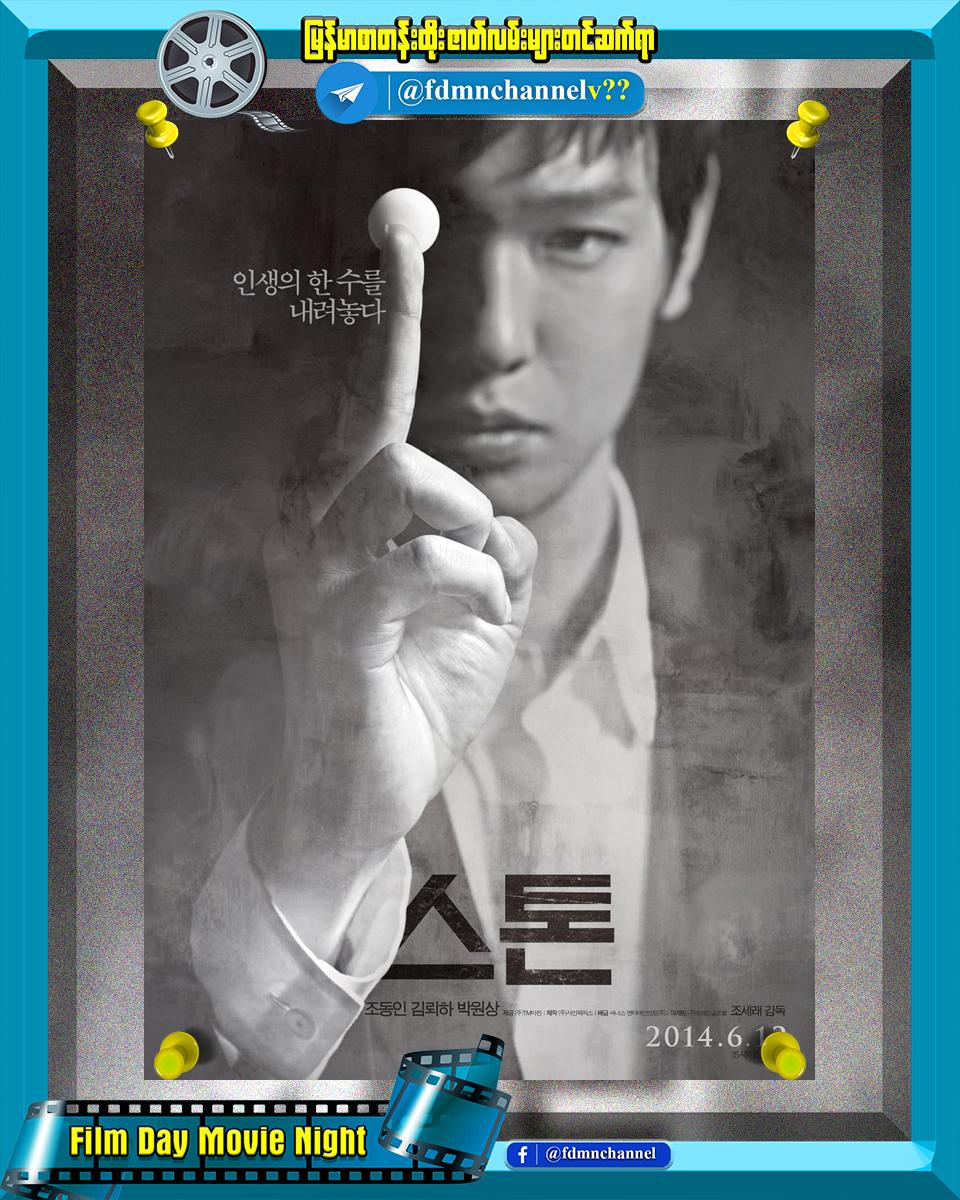 မြန်မာစာတန်းထိုး ဇာတ်လမ်းများတင်ဆက်ရာ
@fdmnchannelv??
인생의 한 수를
내려놓다
스톤
조동인 김뢰하 박원상
조세래 감독
2014.6.12
Film Day Movie Night
@fdmnchannel